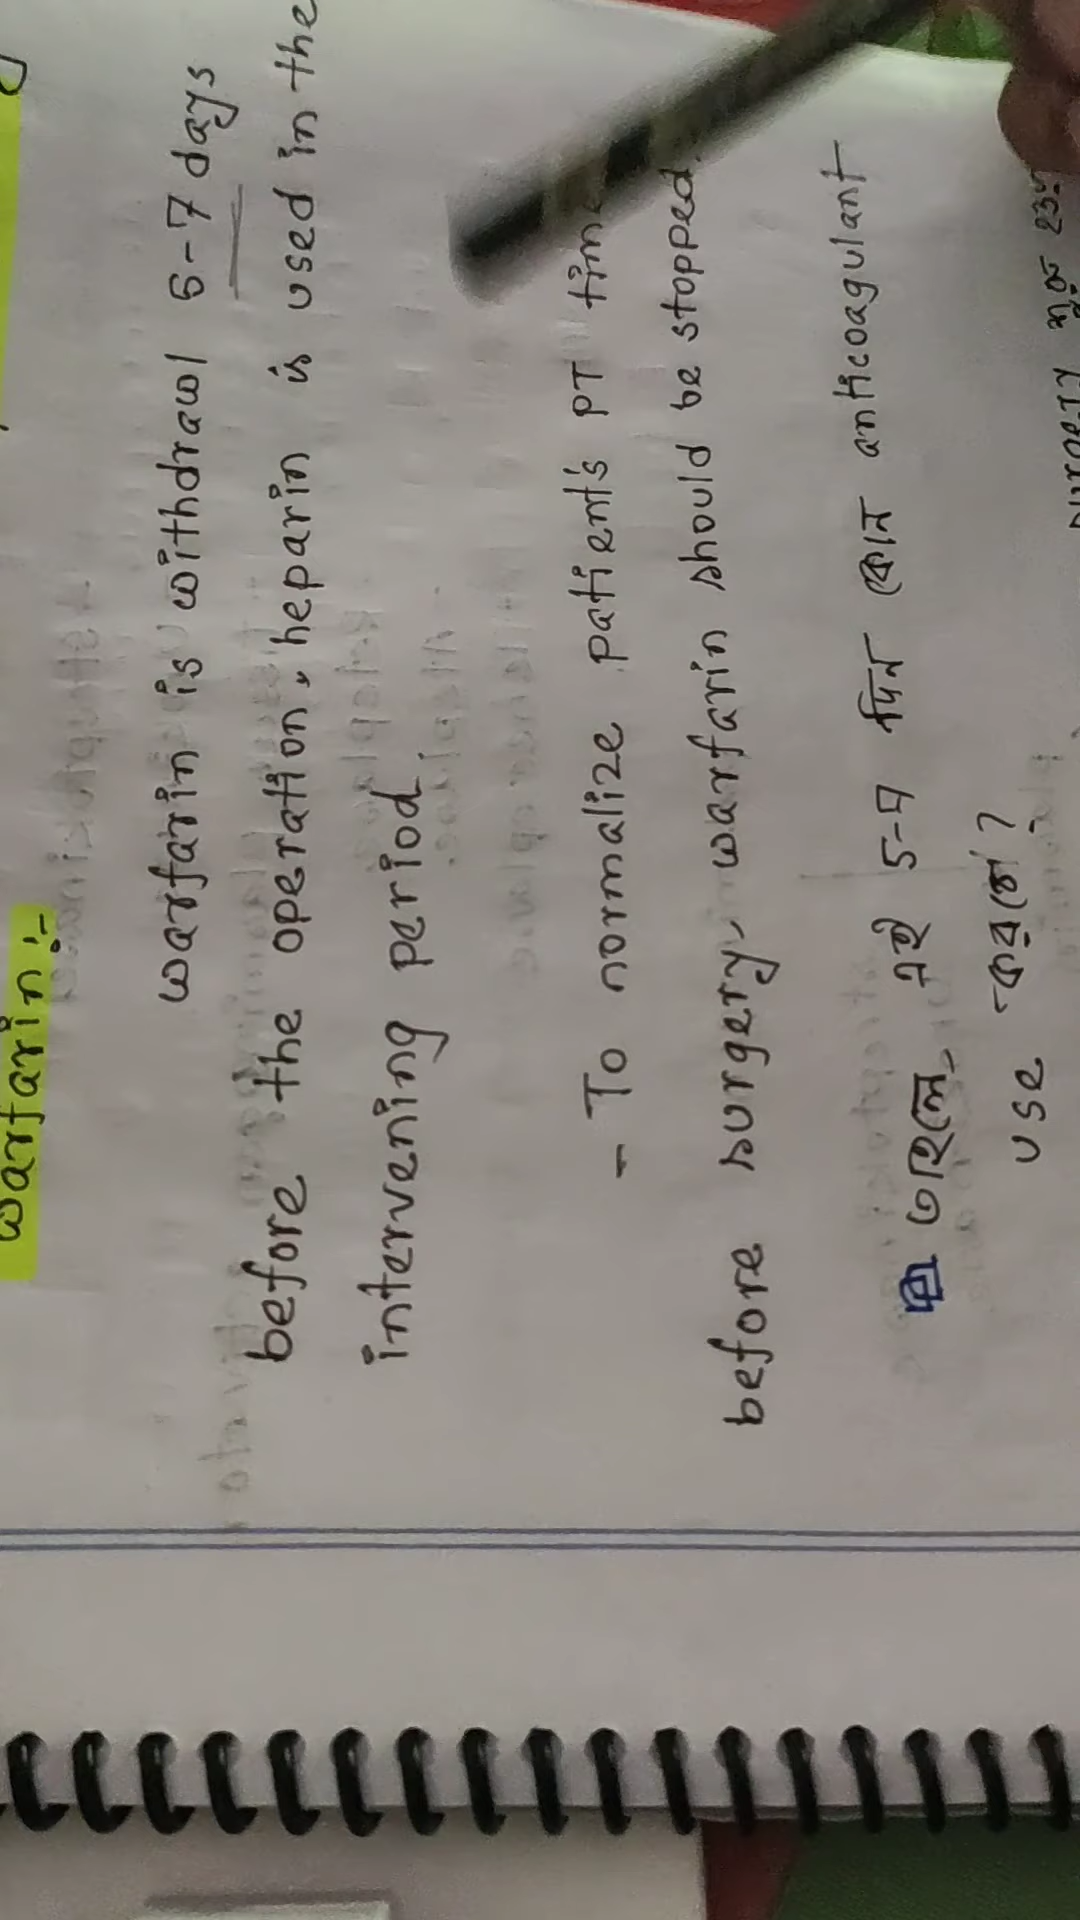 warfarin :-
warfarin is withdrawl 5-7 days
before the operation, heparin is used in the
intervening period.
- To normalize patient's PT time
before surgery, warfarin should be stopped.
তাহলে এই 5-7 দিন কোন anticoagulant
use করবো?